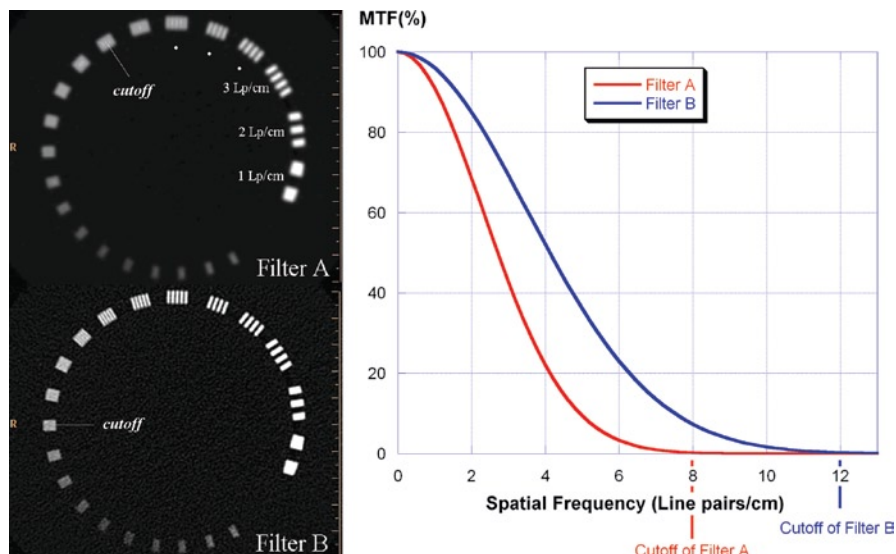 cutoff
3 Lp/cm
2 Lp/cm
R
1 Lp/cm
Filter A
R
cutoff
Filter B
MTF(%)
100
80
60
40
20
0
Filter A
Filter B
0 2 4 6 8 10 12
Spatial Frequency (Line pairs/cm)
Cutoff of Filter B
Cutoff of Filter A